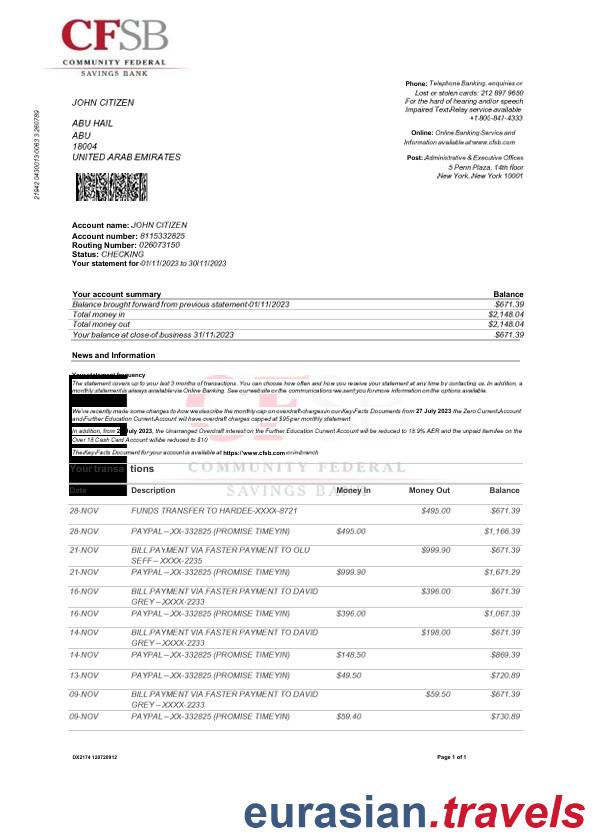 CFSB
COMMUNITY FEDERAL
SAVINGS BANK
Phone: Telephone Banking, enquiries or
Lost or stolen cards: 212 897 9650
For the hard of hearing and/or speech
Impaired Text Relay service available
+1-800-841-4333
Online: Online Banking Service and
Information available at www.cfsb.com
Post: Administrative & Executive Offices
5 Penn Plaza, 14th floor
New York, New York 10001
JOHN CITIZEN
ABU HAIL
ABU
18004
UNITED ARAB EMIRATES
21942 0430013 0063 3 260789
Account name: JOHN CITIZEN
Account number: 8115332825
Routing Number: 026073150
Status: CHECKING
Your statement for 01/11/2023 to 30/11/2023
Your account summary Balance
Balance brought forward from previous statement 01/11/2023 $671.39
Total money in $2,148.04
Total money out $2,148.04
Your balance at close of business 31/11/2023 $671.39
News and Information
Your statement frequency
The statement covers up to your last 3 months of transactions. You can choose how often and how you receive your statement at any time by contacting us. In addition, a
monthly statement is always available via Online Banking. See our website or the communications we sent you for more information on the options available.
We've recently made some changes to how we describe the monthly cap on overdraft charges in our Key Facts Documents from 27 July 2023 the Zero Current Account
and Further Education Current Account will have overdraft charges capped at $95 per monthly statement
In addition, from 2 July 2023, the Unarranged Overdraft interest on the Further Education Current Account will be reduced to 18.9% AER and the unpaid item fee on the
Over 18 Cash Card Account will be reduced to $10
The Key Facts Document for your account is available at https://www.cfsb.com or in branch
CFSB
COMMUNITY FEDERAL
SAVINGS BANK
Your transactions
Date Description Money In Money Out Balance
28-NOV FUNDS TRANSFER TO HARDEE-XXXX-8721 $495.00 $671.39
28-NOV PAYPAL – XX-332825 (PROMISE TIMEYIN) $495.00 $1,166.39
21-NOV BILL PAYMENT VIA FASTER PAYMENT TO OLU $999.90 $671.39
SEFF – XXXX-2235
21-NOV PAYPAL – XX-332825 (PROMISE TIMEYIN) $999.90 $1,671.29
16-NOV BILL PAYMENT VIA FASTER PAYMENT TO DAVID $396.00 $671.39
GREY – XXXX-2233
16-NOV PAYPAL – XX-332825 (PROMISE TIMEYIN) $396.00 $1,067.39
14-NOV BILL PAYMENT VIA FASTER PAYMENT TO DAVID $198.00 $671.39
GREY – XXXX-2233
14-NOV PAYPAL – XX-332825 (PROMISE TIMEYIN) $148.50 $869.39
13-NOV PAYPAL – XX-332825 (PROMISE TIMEYIN) $49.50 $720.89
09-NOV BILL PAYMENT VIA FASTER PAYMENT TO DAVID $59.50 $671.39
GREY – XXXX-2233
09-NOV PAYPAL – XX-332825 (PROMISE TIMEYIN) $59.40 $730.89
DX2174 120720912 Page 1 of 1
eurasian.travels